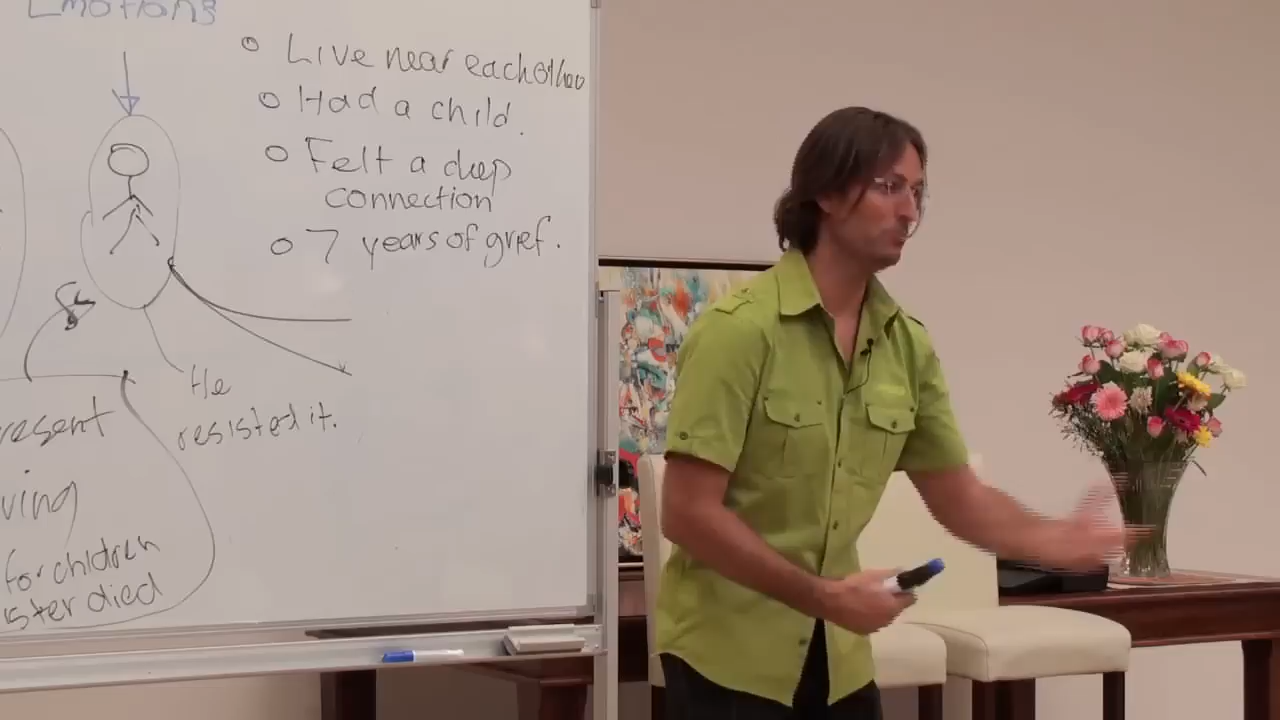 Emotions
o Live near eachother
o Had a child.
o Felt a deep
connection
o 7 years of grief.
He
resisted it.
resent
ving
for children
ister died